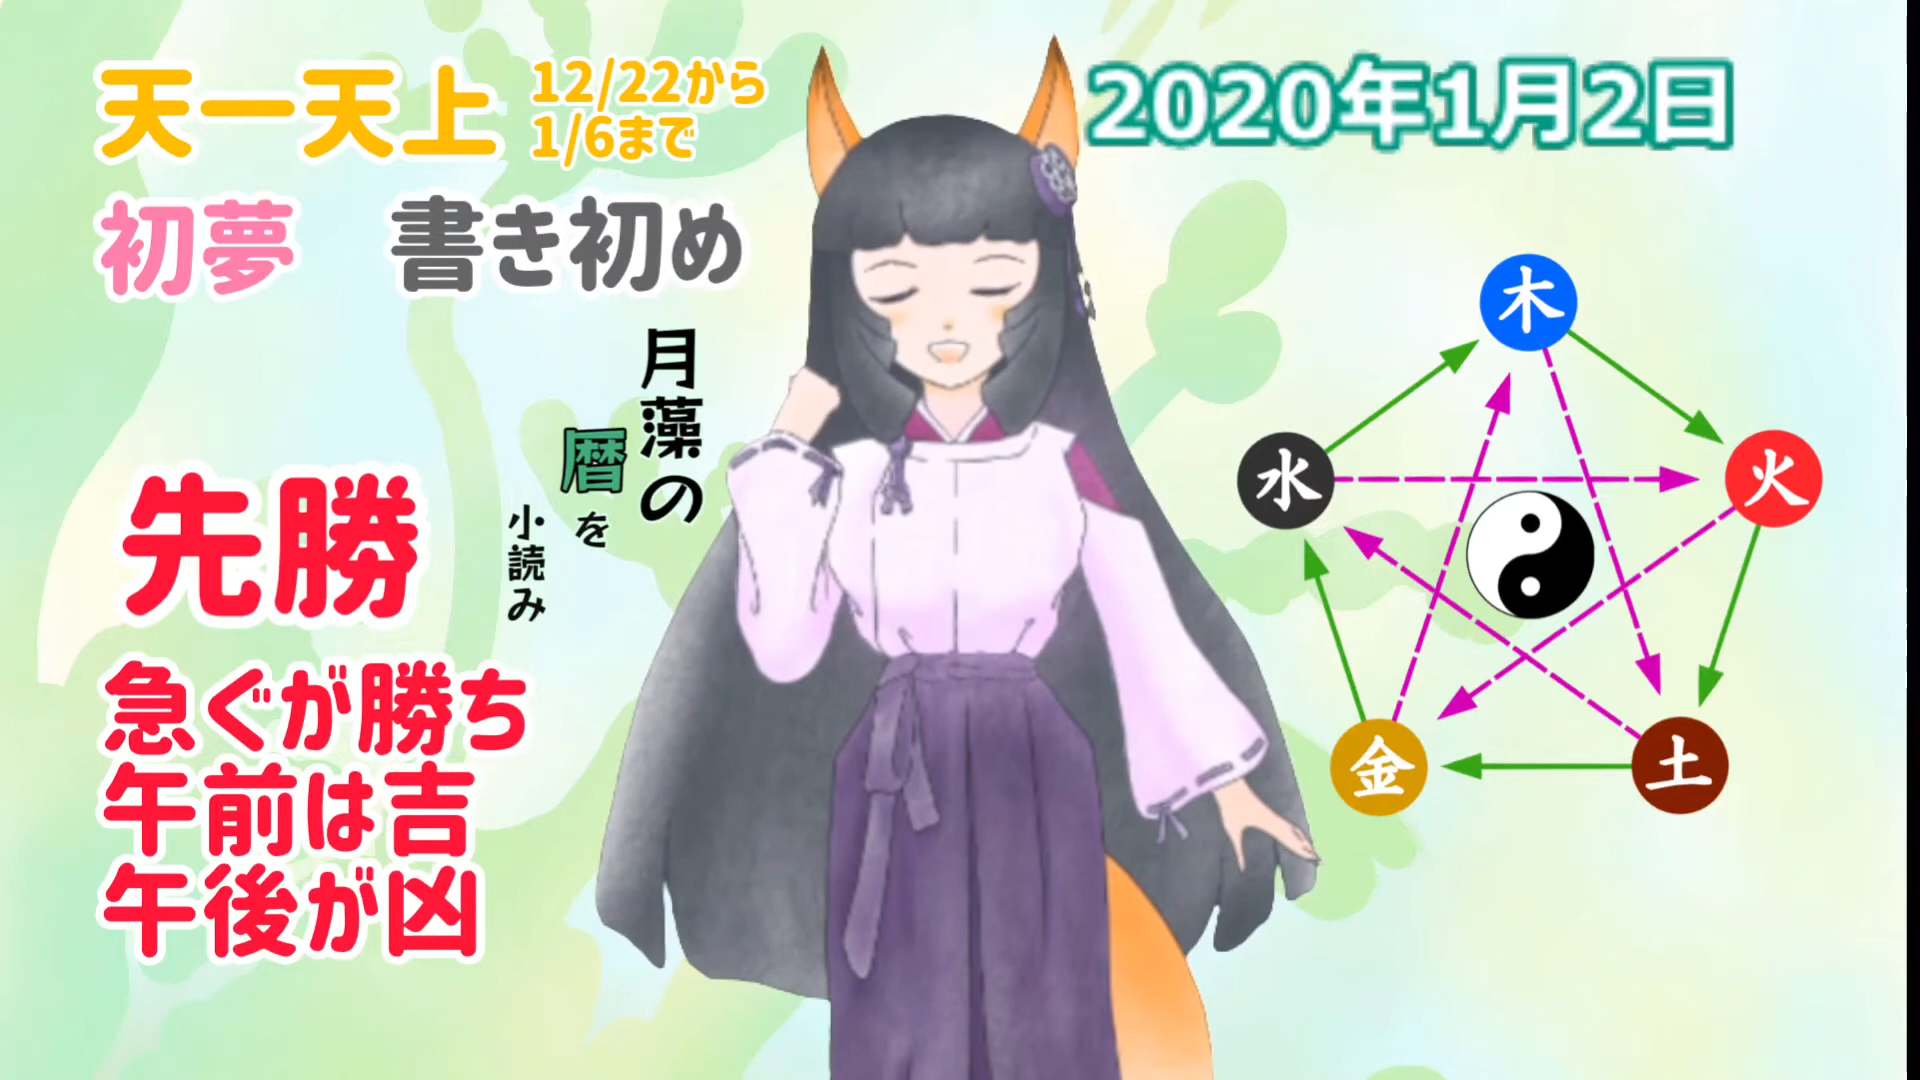 天一天上
12/22から
1/6まで
2020年1月2日
初夢 書き初め
月藻の
暦を
小読み
先勝
急ぐが勝ち
午前は吉
午後が凶
木
火
土
金
水